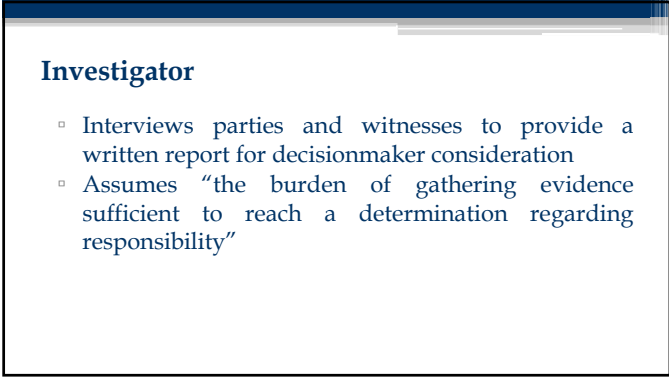 Investigator
▫ Interviews parties and witnesses to provide a
written report for decisionmaker consideration
▫ Assumes “the burden of gathering evidence
sufficient to reach a determination regarding
responsibility”